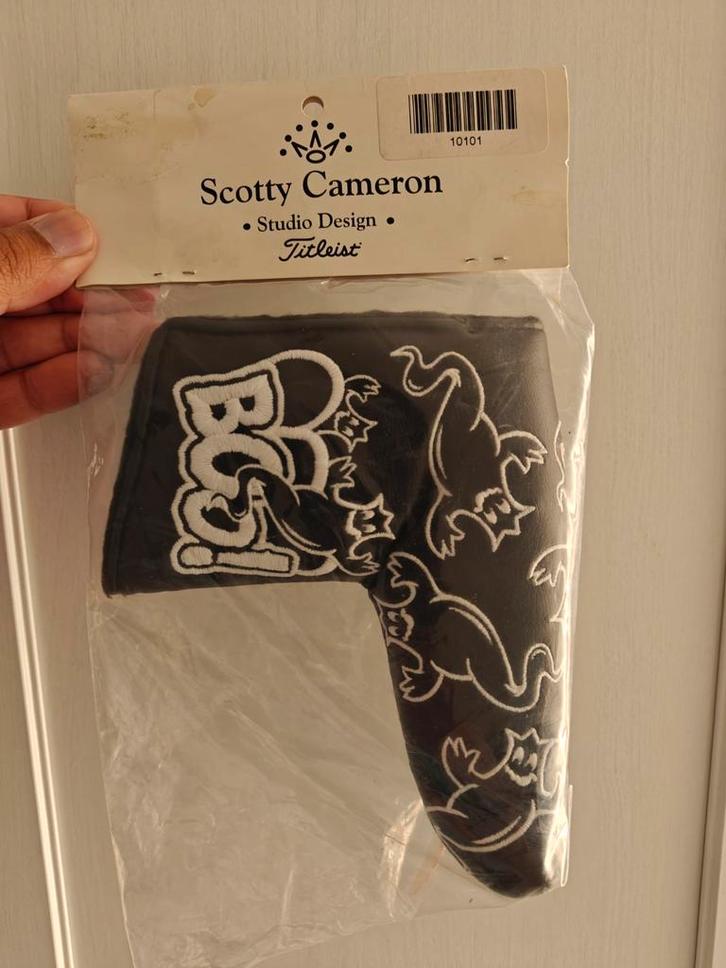 10101
Scotty Cameron
• Studio Design •
Titleist
BOO!